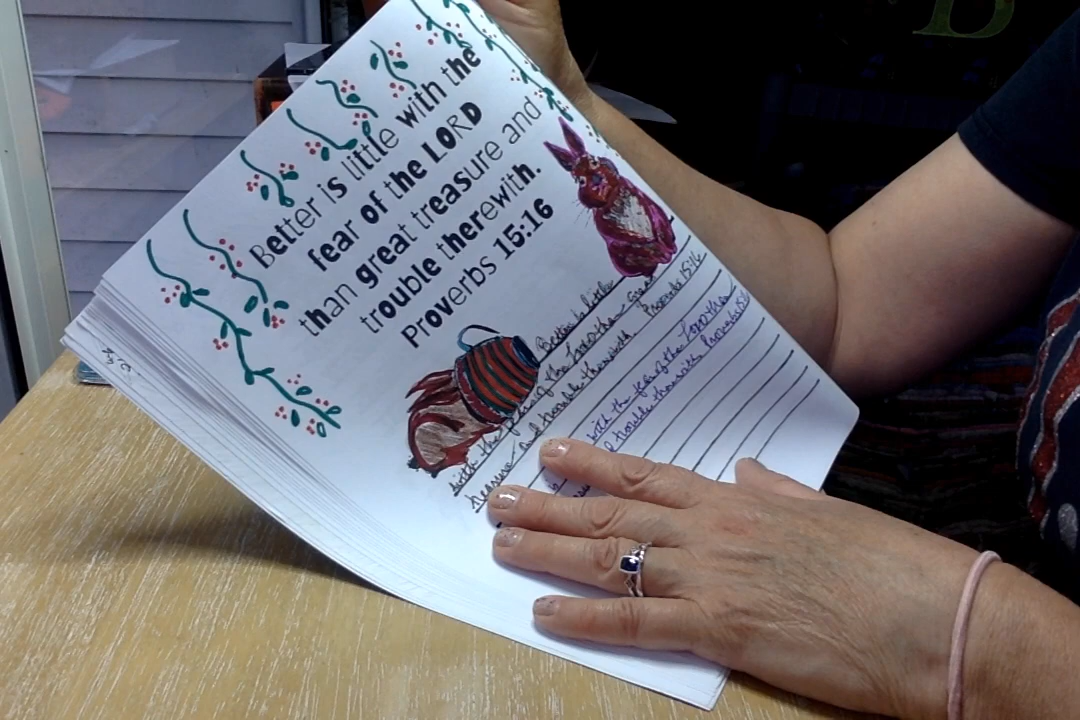 Better is little with the
fear of the LORD
than great treasure and
trouble therewith.
Proverbs 15:16
Better is little
with the fear of the Lord than great
treasure and trouble therewith. Proverbs 15:16
with the fear of the Lord than
trouble therewith. Proverbs 15:16
B